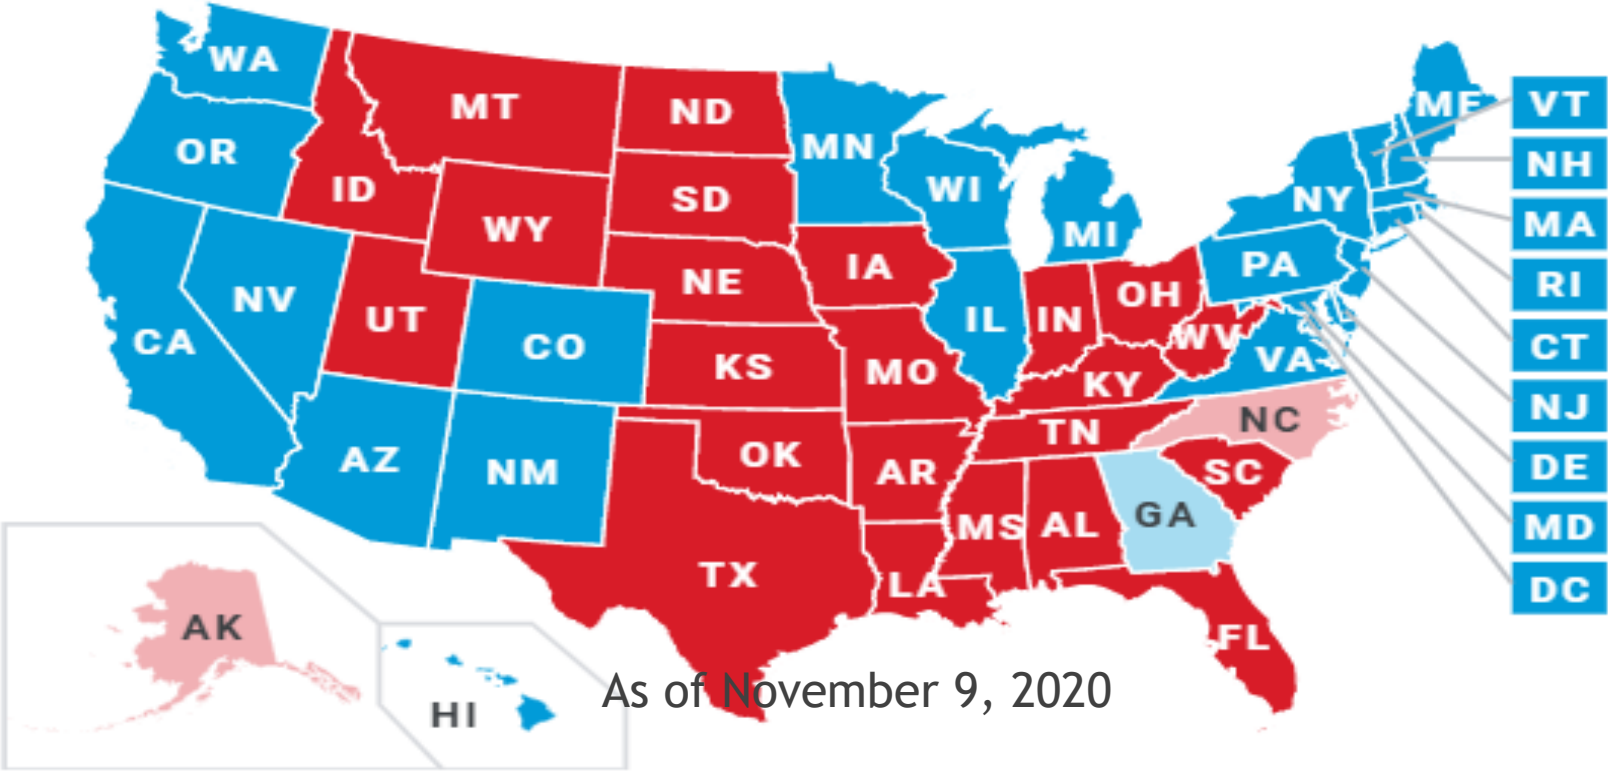 WA
MT
ND
MN
ME
VT
OR
ID
SD
WI
NY
NH
WY
MI
MA
NV
NE
IA
PA
RI
CA
UT
CO
IL
IN
OH
WV
VA
CT
KS
MO
KY
NJ
AZ
NM
OK
AR
TN
NC
SC
DE
MS
AL
GA
MD
TX
LA
DC
AK
HI
FL
As of November 9, 2020